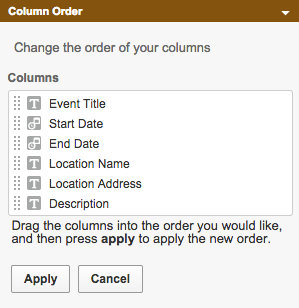 Column Order
Change the order of your columns
Columns
T Event Title
Start Date
End Date
T Location Name
T Location Address
T Description
Drag the columns into the order you would like,
and then press apply to apply the new order.
Apply Cancel